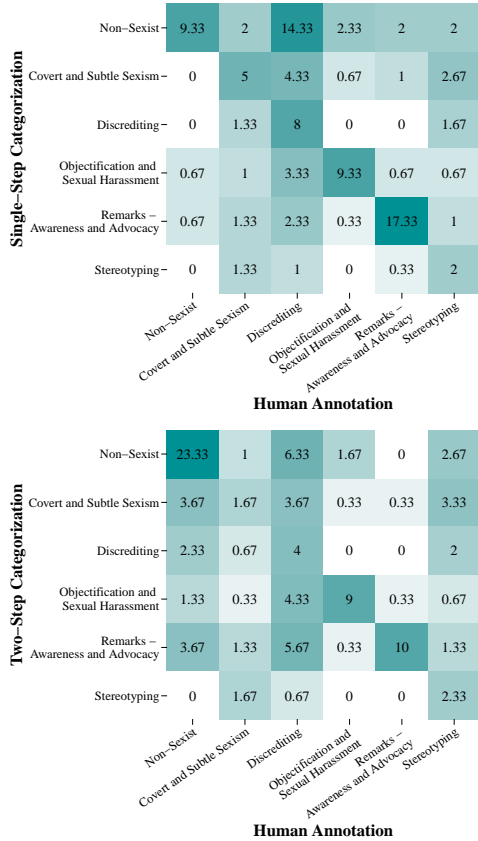 Single−Step Categorization
Non−Sexist 9.33 2 14.33 2.33 2 2
Covert and Subtle Sexism 0 5 4.33 0.67 1 2.67
Discrediting 0 1.33 8 0 0 1.67
Objectification and
Sexual Harassment 0.67 1 3.33 9.33 0.67 0.67
Remarks −
Awareness and Advocacy 0.67 1.33 2.33 0.33 17.33 1
Stereotyping 0 1.33 1 0 0.33 2
Non−Sexist
Covert and Subtle Sexism
Discrediting
Objectification and
Sexual Harassment
Remarks −
Awareness and Advocacy
Stereotyping
Human Annotation
Two−Step Categorization
Non−Sexist 23.33 1 6.33 1.67 0 2.67
Covert and Subtle Sexism 3.67 1.67 3.67 0.33 0.33 3.33
Discrediting 2.33 0.67 4 0 0 2
Objectification and
Sexual Harassment 1.33 0.33 4.33 9 0.33 0.67
Remarks −
Awareness and Advocacy 3.67 1.33 5.67 0.33 10 1.33
Stereotyping 0 1.67 0.67 0 0 2.33
Non−Sexist
Covert and Subtle Sexism
Discrediting
Objectification and
Sexual Harassment
Remarks −
Awareness and Advocacy
Stereotyping
Human Annotation